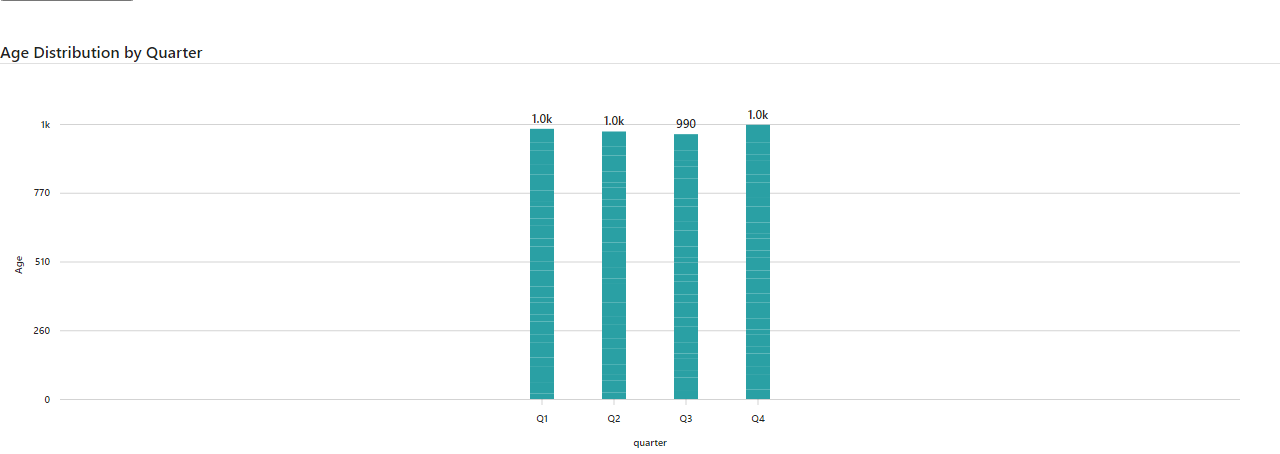 Age Distribution by Quarter
1.0k
1.0k
990
1.0k
1k
770
510
260
0
Age
Q1
Q2
Q3
Q4
quarter